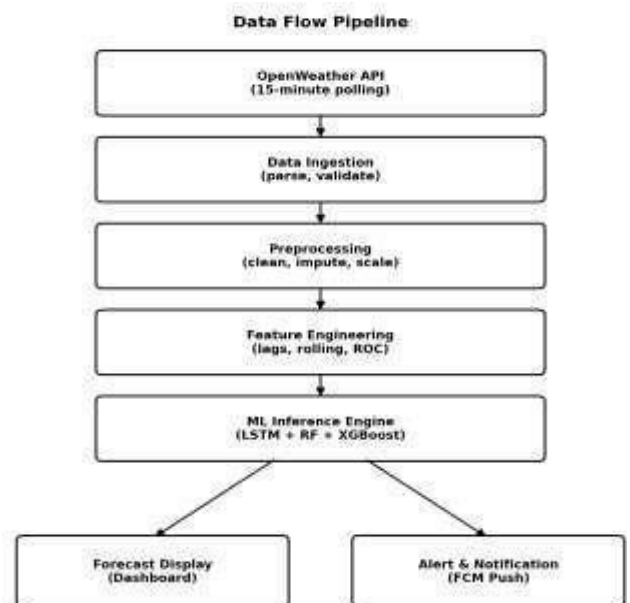 Data Flow Pipeline
OpenWeather API
(15-minute polling)
Data Ingestion
(parse, validate)
Preprocessing
(clean, impute, scale)
Feature Engineering
(lags, rolling, ROC)
ML Inference Engine
(LSTM + RF + XGBoost)
Forecast Display
(Dashboard)
Alert & Notification
(FCM Push)